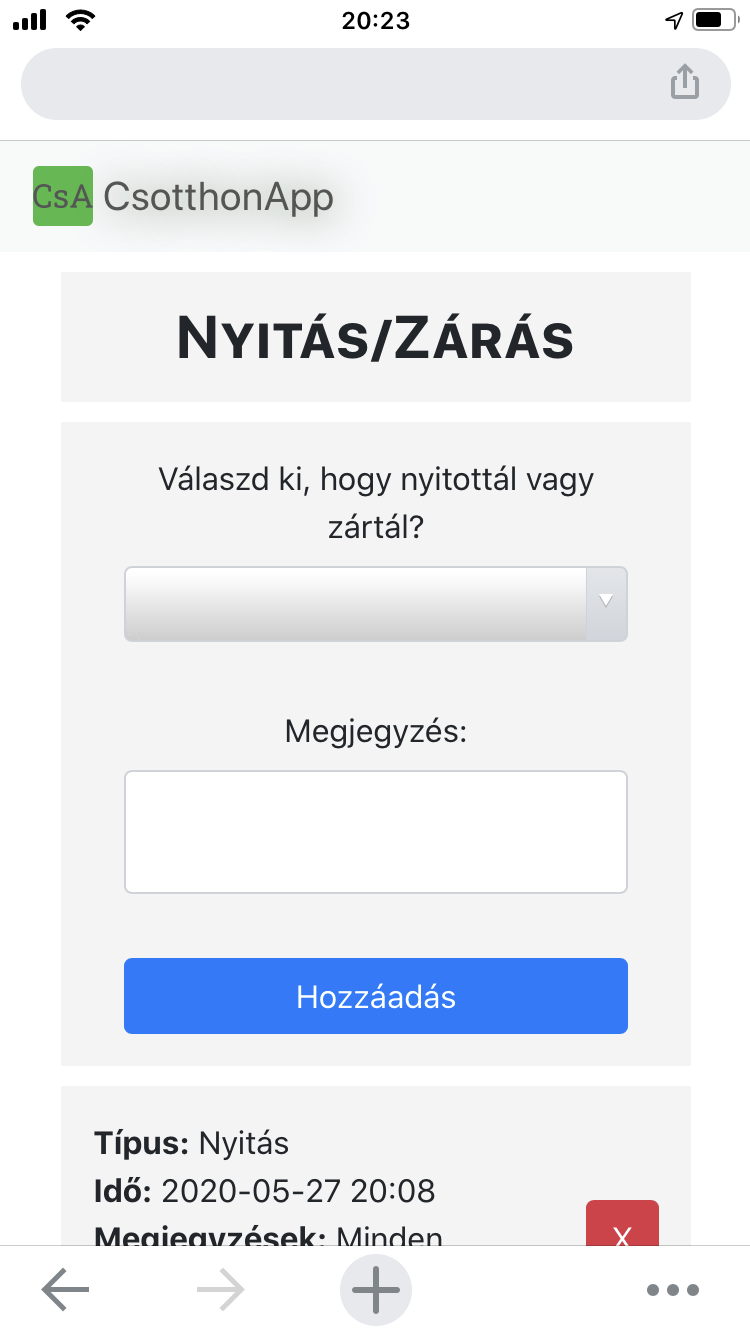 20:23
CsA CsotthonApp
Nyitás/Zárás
Válaszd ki, hogy nyitottál vagy
zártál?
Megjegyzés:
Hozzáadás
Típus: Nyitás
Idő: 2020-05-27 20:08
Megjegyzések: Minden
X